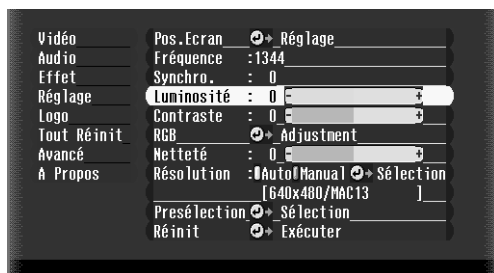 Vidéo
Audio
Effet
Réglage
Logo
Tout Réinit
Avancé
A Propos
Pos.Ecran Réglage
Fréquence :1344
Synchro. : 0
Luminosité : 0 - +
Contraste : 0 - +
RGB Adjustment
Netteté : 0 - +
Résolution : Auto Manual Sélection
[640x480/MAC13 ]
Presélection Sélection
Réinit Exécuter